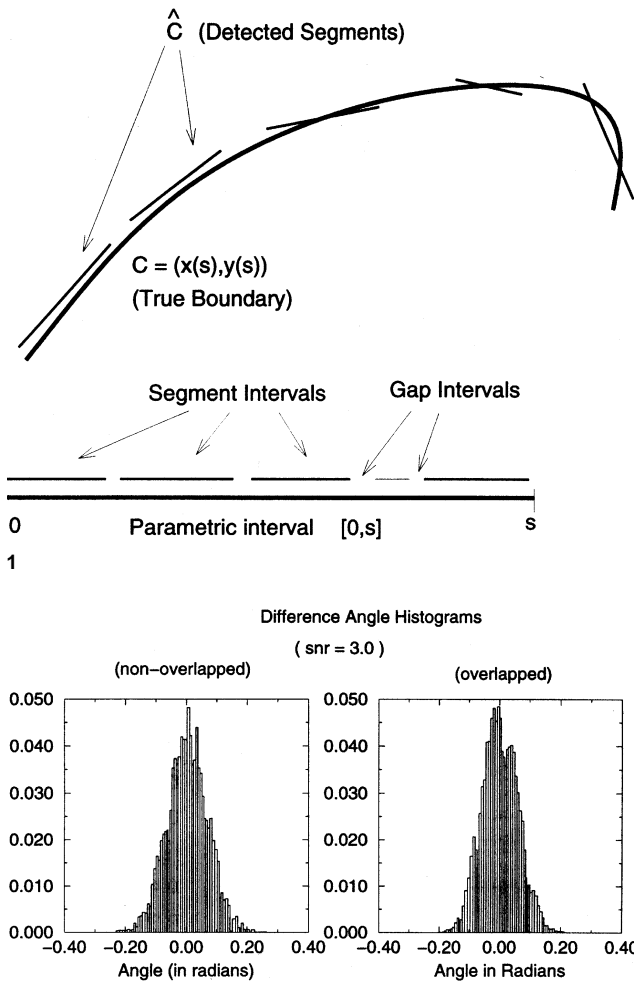 Ĉ (Detected Segments)
C = (x(s),y(s))
(True Boundary)
Segment Intervals
Gap Intervals
0
Parametric interval [0,s]
s
1
Difference Angle Histograms
( snr = 3.0 )
(non-overlapped)
(overlapped)
0.050
0.040
0.030
0.020
0.010
0.000
-0.40 -0.20 0.00 0.20 0.40
Angle (in radians)
0.050
0.040
0.030
0.020
0.010
0.000
-0.40 -0.20 0.00 0.20 0.40
Angle in Radians